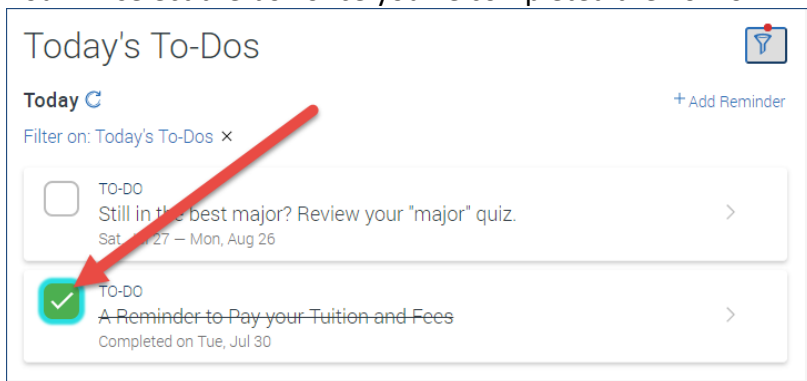 Today's To-Dos
Today
+ Add Reminder
Filter on: Today's To-Dos ×
TO-DO
Still in the best major? Review your "major" quiz.
Sat, Jul 27 – Mon, Aug 26
TO-DO
A Reminder to Pay your Tuition and Fees
Completed on Tue, Jul 30